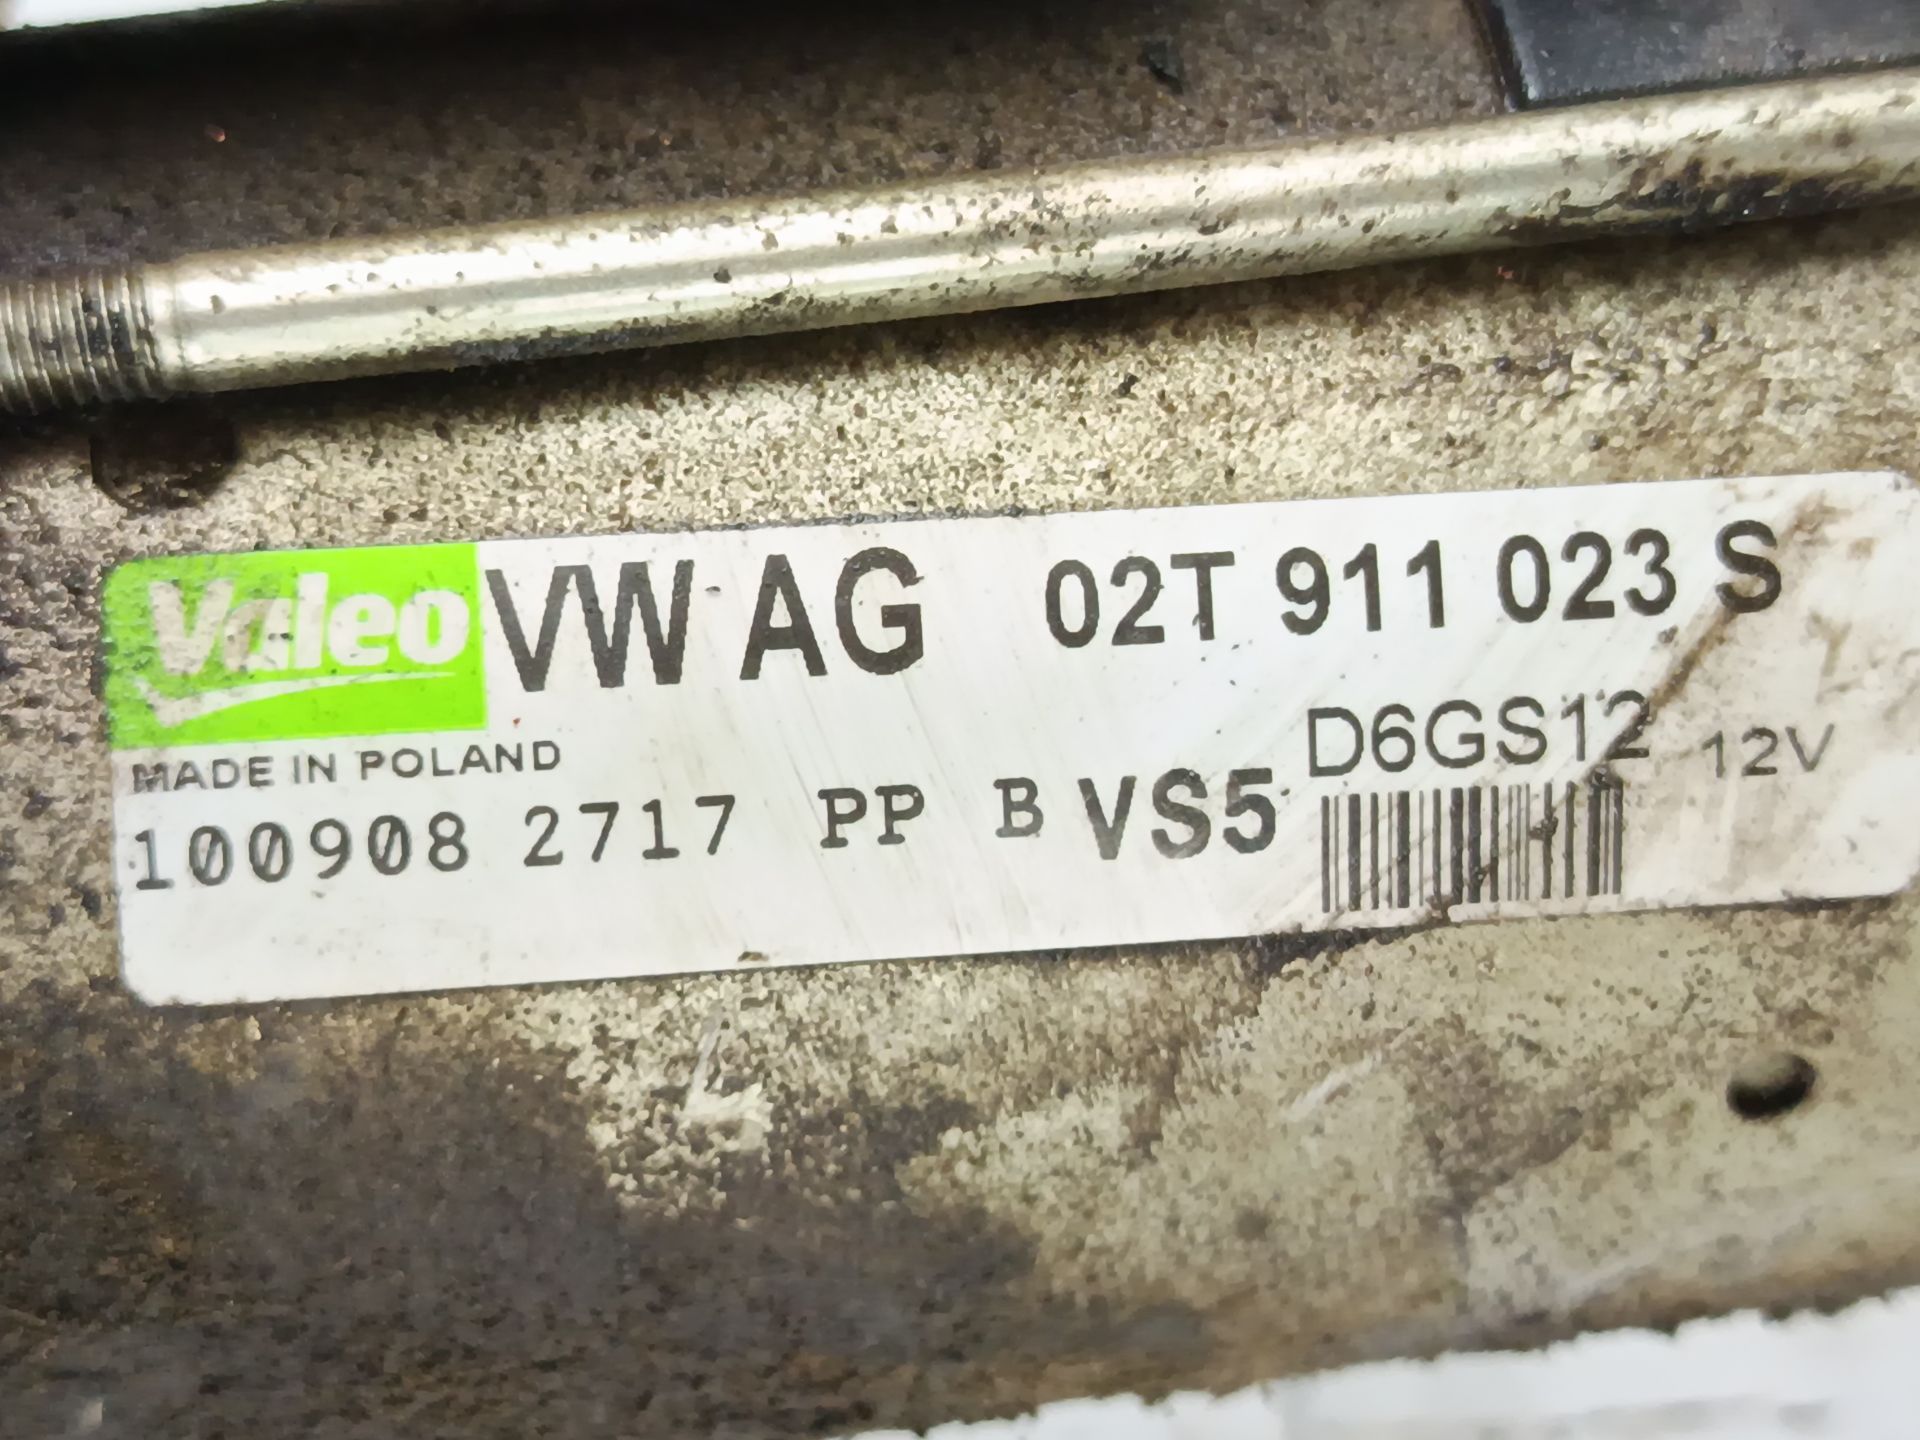 Valeo VW AG 02T 911 023 S
D6GS12 12V
MADE IN POLAND
100908 2717 PP B VS5